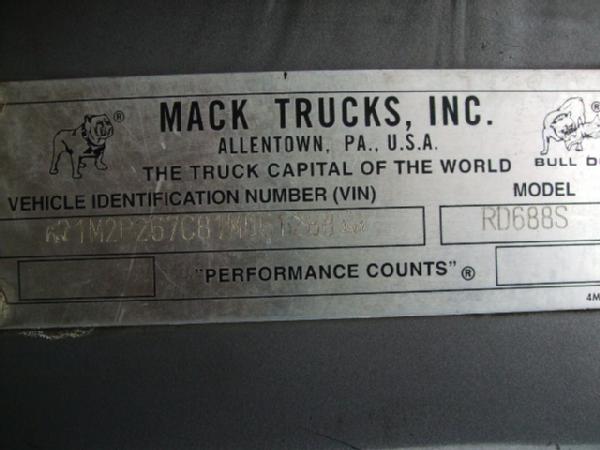 MACK TRUCKS, INC.
ALLENTOWN, PA., U.S.A.
THE TRUCK CAPITAL OF THE WORLD
BULL
VEHICLE IDENTIFICATION NUMBER (VIN)
MODEL
RD688S
"PERFORMANCE COUNTS"®